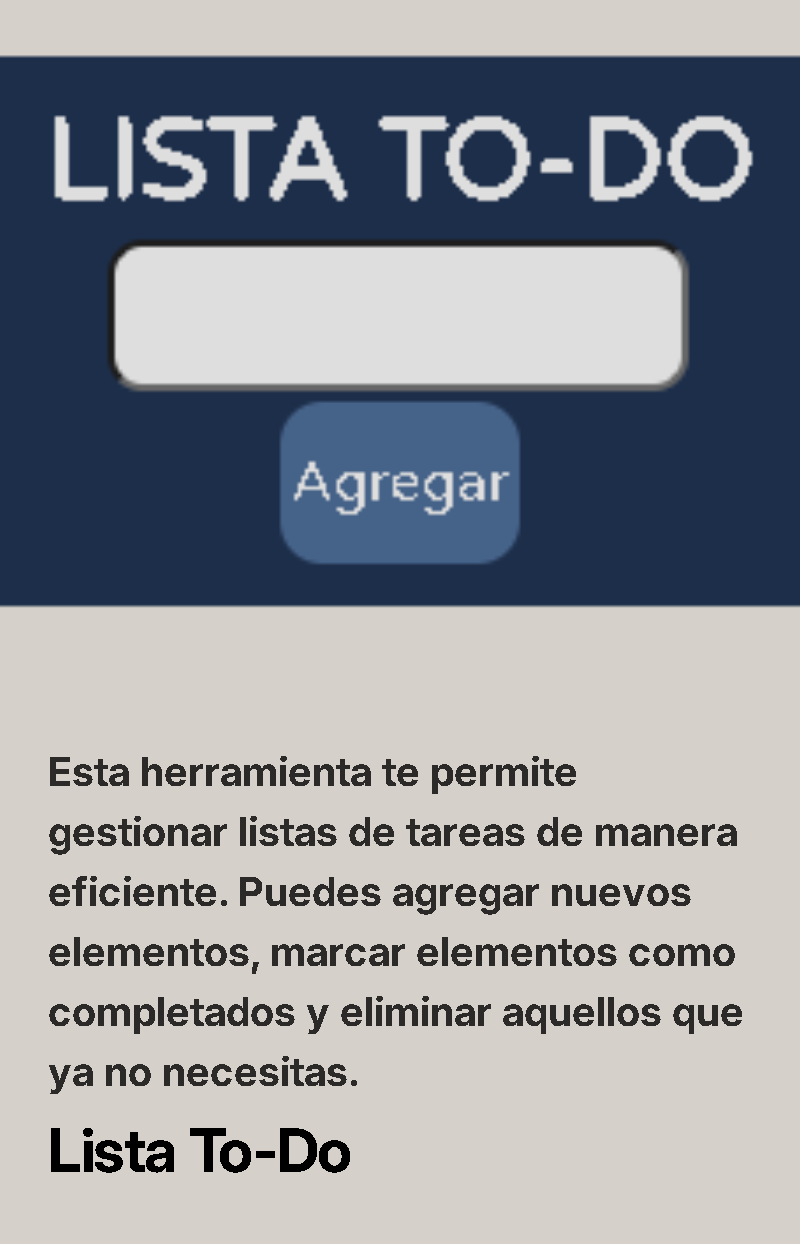 LISTA TO-DO
Agregar
Esta herramienta te permite
gestionar listas de tareas de manera
eficiente. Puedes agregar nuevos
elementos, marcar elementos como
completados y eliminar aquellos que
ya no necesitas.
Lista To-Do